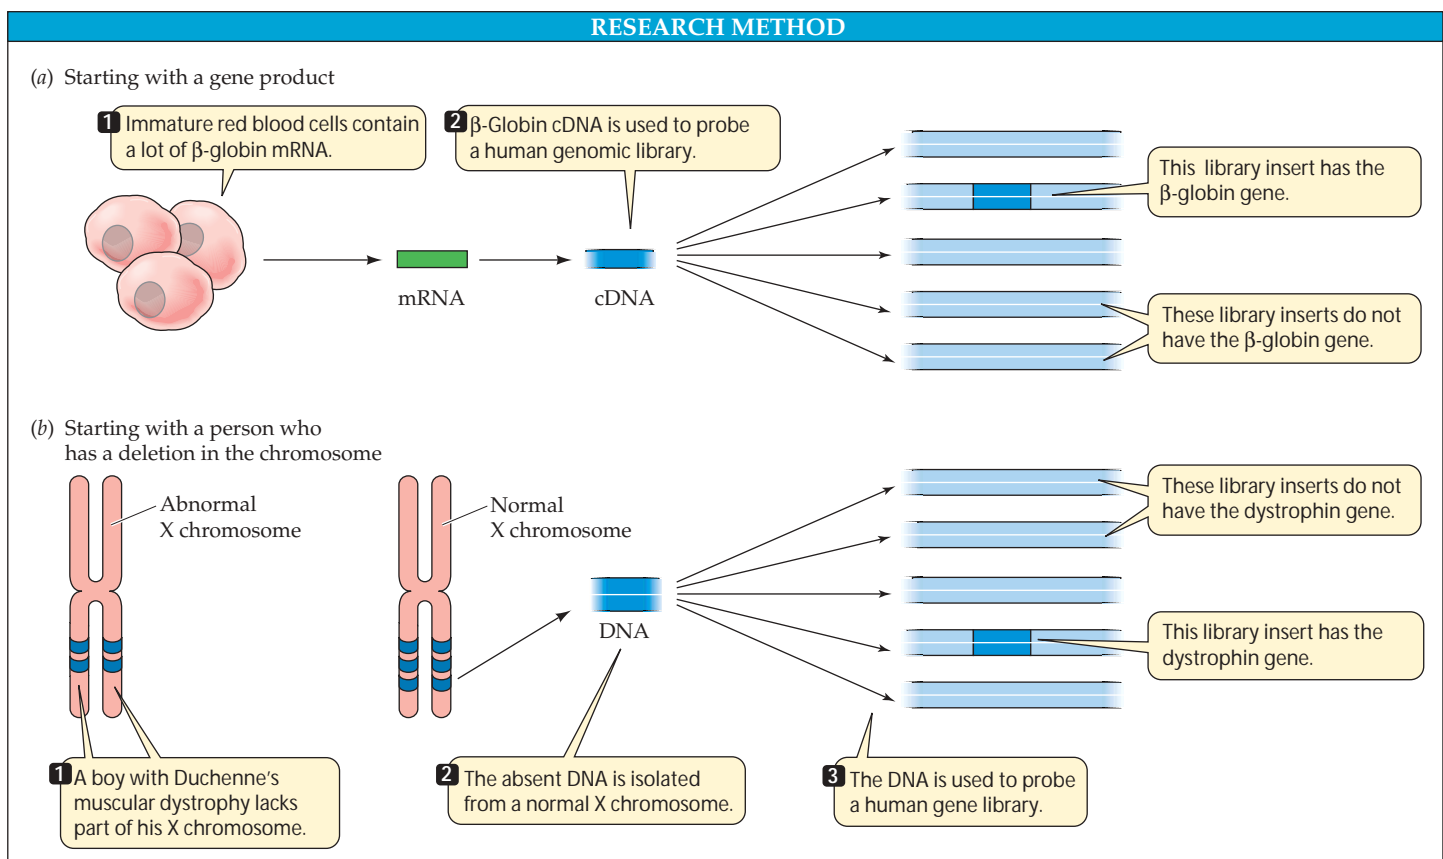 RESEARCH METHOD
(a) Starting with a gene product
1 Immature red blood cells contain
a lot of β-globin mRNA.
2 β-Globin cDNA is used to probe
a human genomic library.
This library insert has the
β-globin gene.
mRNA
cDNA
These library inserts do not
have the β-globin gene.
(b) Starting with a person who
has a deletion in the chromosome
Abnormal
X chromosome
Normal
X chromosome
These library inserts do not
have the dystrophin gene.
DNA
This library insert has the
dystrophin gene.
1 A boy with Duchenne’s
muscular dystrophy lacks
part of his X chromosome.
2 The absent DNA is isolated
from a normal X chromosome.
3 The DNA is used to probe
a human gene library.